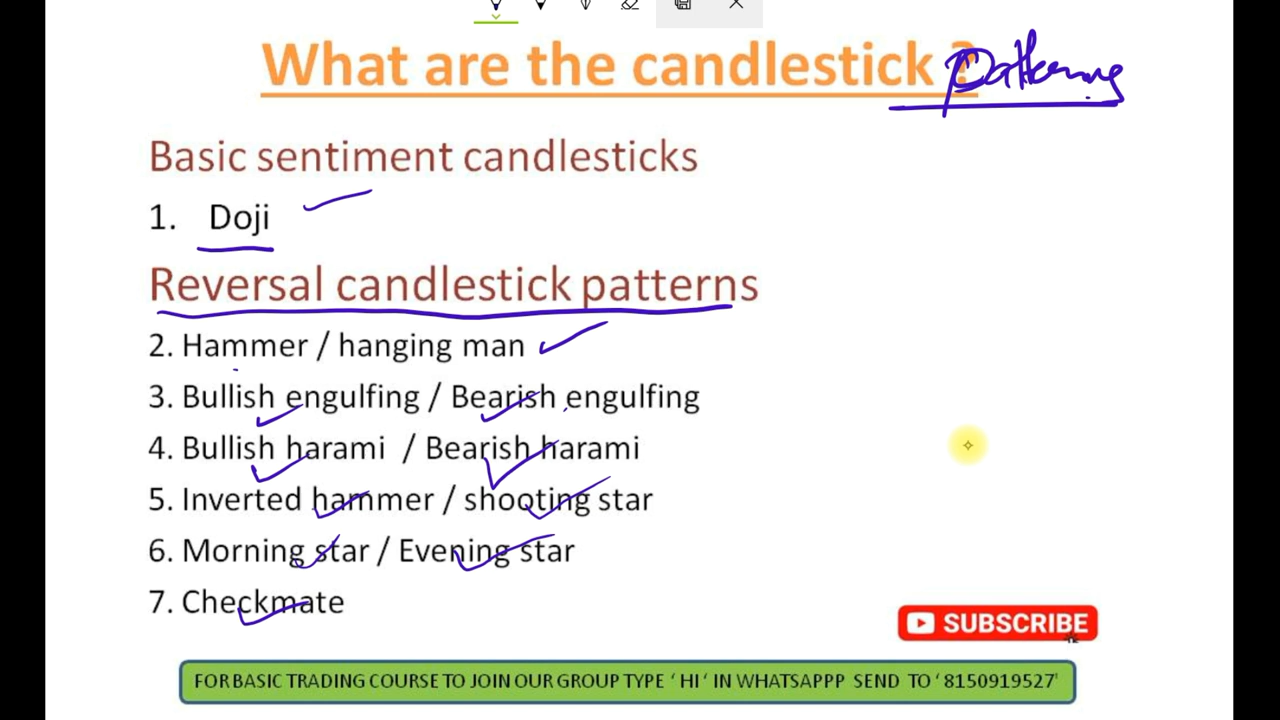 What are the candlestick ?
patterns
Basic sentiment candlesticks
1. Doji
Reversal candlestick patterns
2. Hammer / hanging man
3. Bullish engulfing / Bearish engulfing
4. Bullish harami / Bearish harami
5. Inverted hammer / shooting star
6. Morning star / Evening star
7. Checkmate
SUBSCRIBE
FOR BASIC TRADING COURSE TO JOIN OUR GROUP TYPE ‘ HI ‘ IN WHATSAPPP SEND TO ‘ 8150919527’